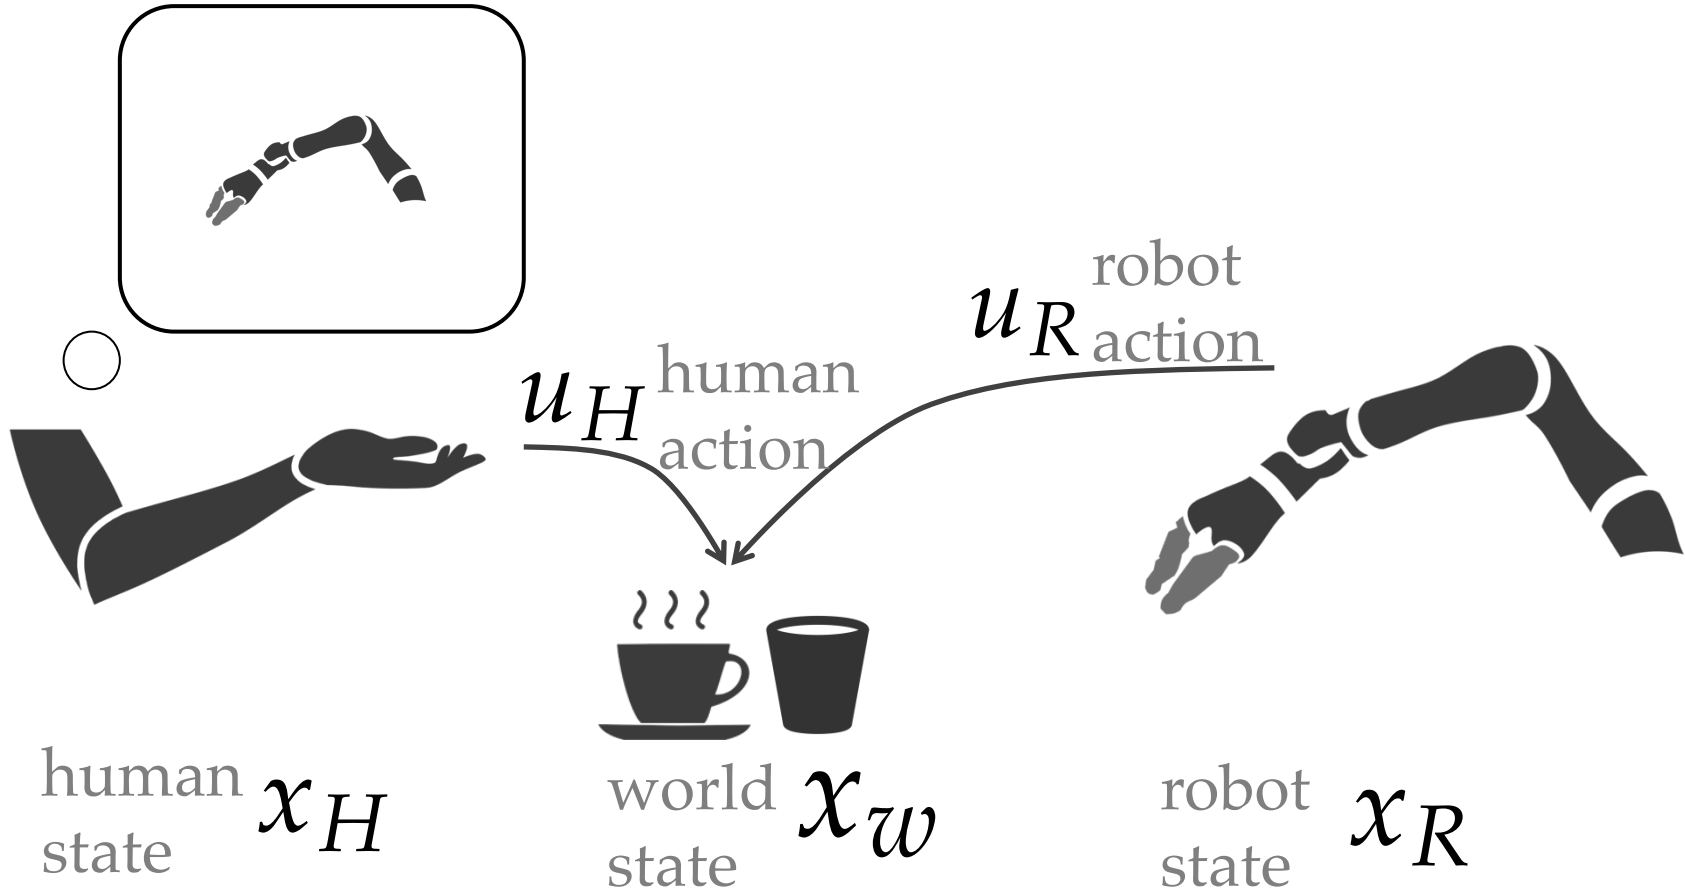 u_R robot
action
u_H human
action
human
state x_H
world
state x_w
robot
state x_R